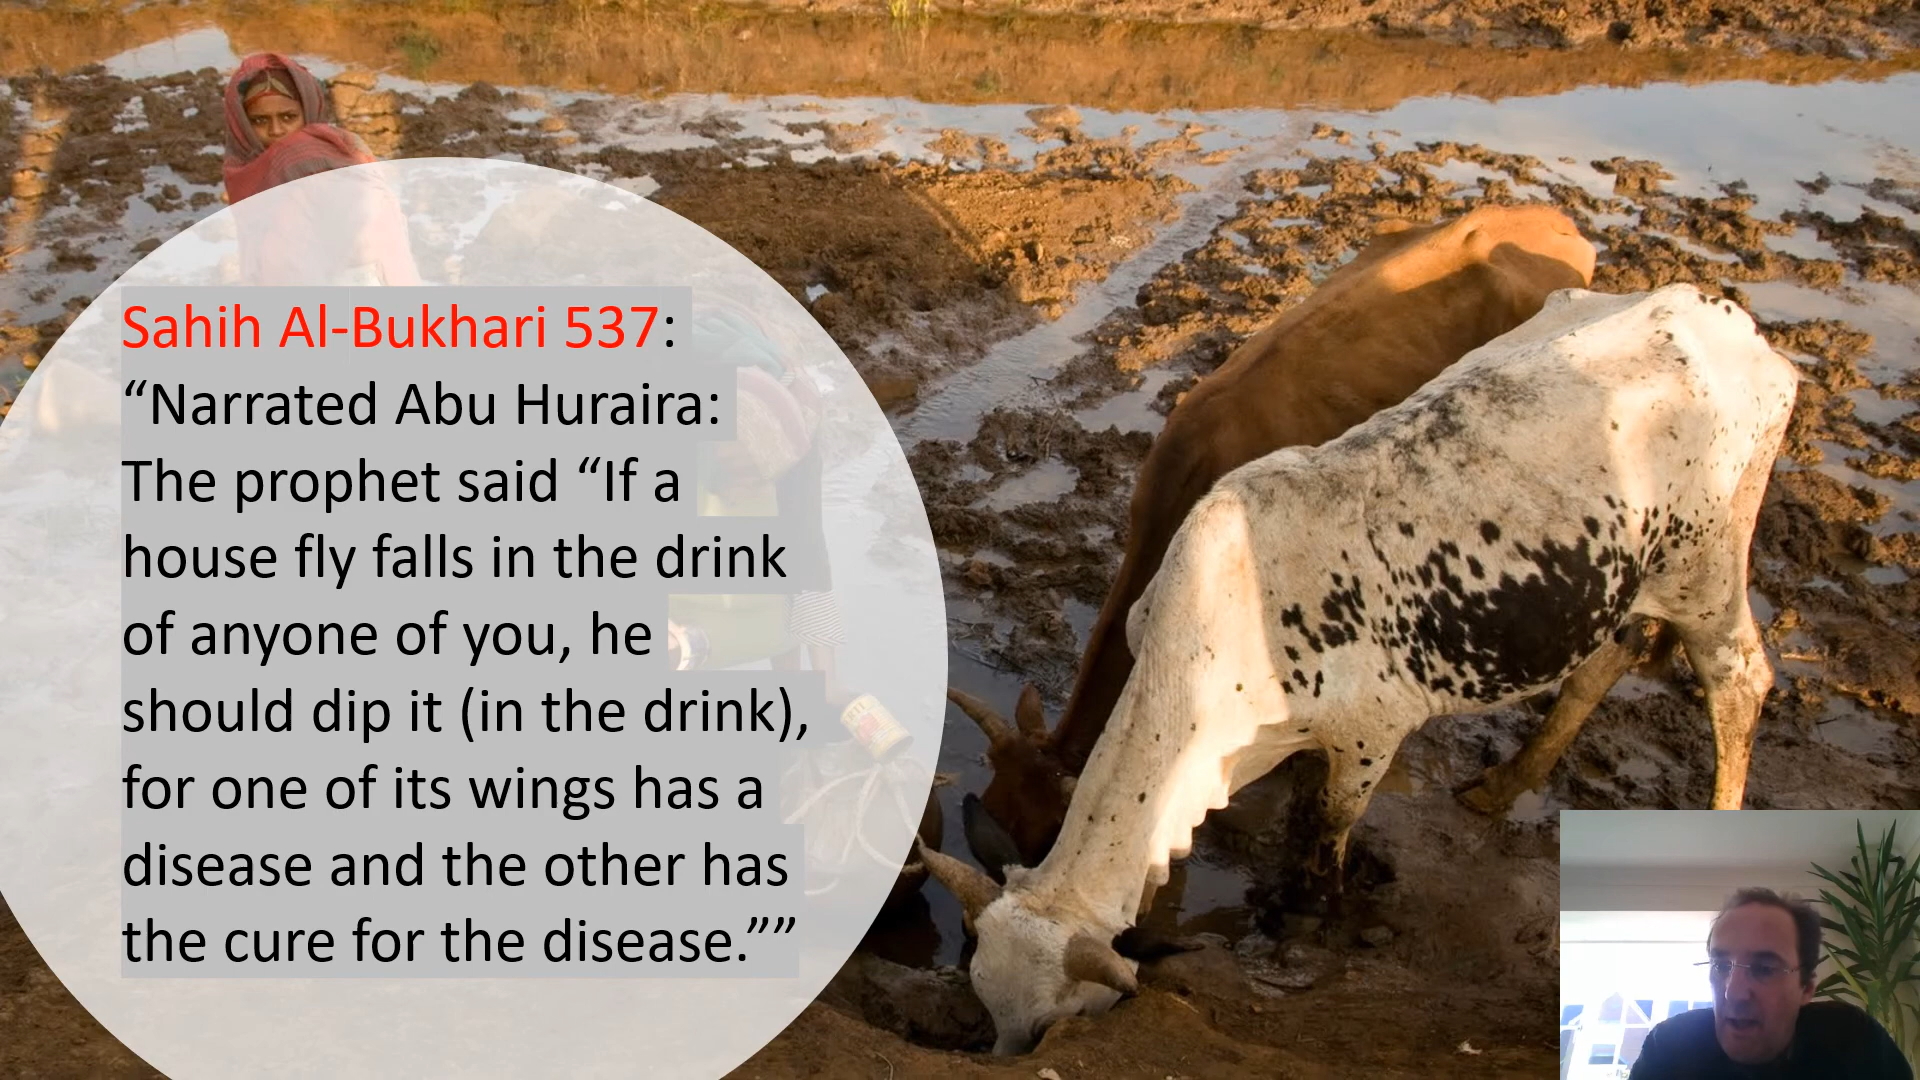 Sahih Al-Bukhari 537:
“Narrated Abu Huraira:
The prophet said “If a
house fly falls in the drink
of anyone of you, he
should dip it (in the drink),
for one of its wings has a
disease and the other has
the cure for the disease.””